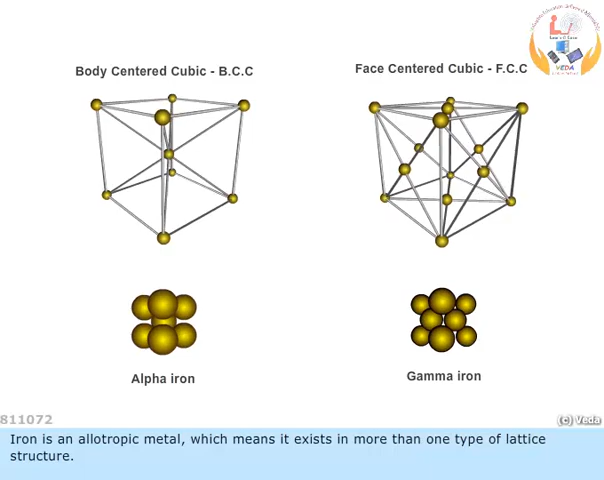 Body Centered Cubic - B.C.C
Face Centered Cubic - F.C.C
VEDA
Alpha iron
Gamma iron
811072
(c) Veda
Iron is an allotropic metal, which means it exists in more than one type of lattice
structure.